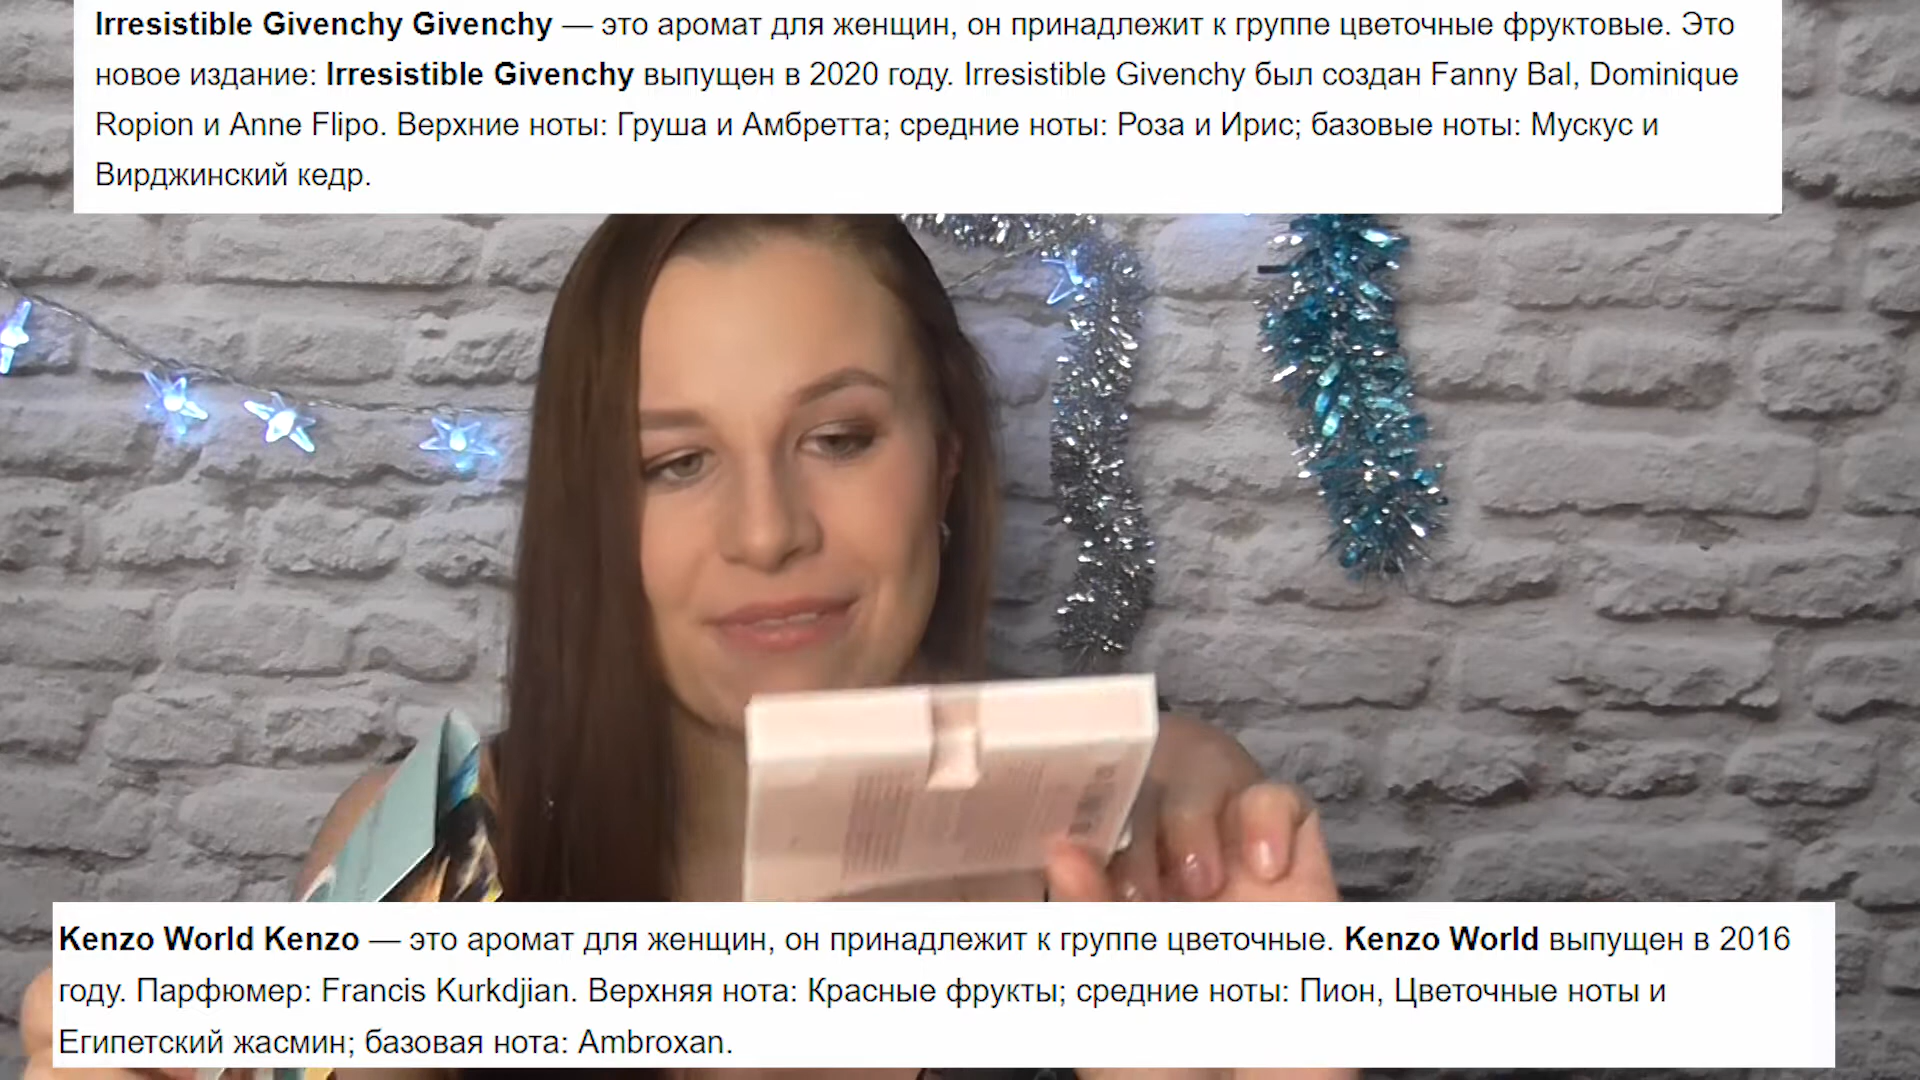 Irresistible Givenchy Givenchy — это аромат для женщин, он принадлежит к группе цветочные фруктовые. Это
новое издание: Irresistible Givenchy выпущен в 2020 году. Irresistible Givenchy был создан Fanny Bal, Dominique
Ropion и Anne Flipo. Верхние ноты: Груша и Амбретта; средние ноты: Роза и Ирис; базовые ноты: Мускус и
Вирджинский кедр.
Kenzo World Kenzo — это аромат для женщин, он принадлежит к группе цветочные. Kenzo World выпущен в 2016
году. Парфюмер: Francis Kurkdjian. Верхняя нота: Красные фрукты; средние ноты: Пион, Цветочные ноты и
Египетский жасмин; базовая нота: Ambroxan.